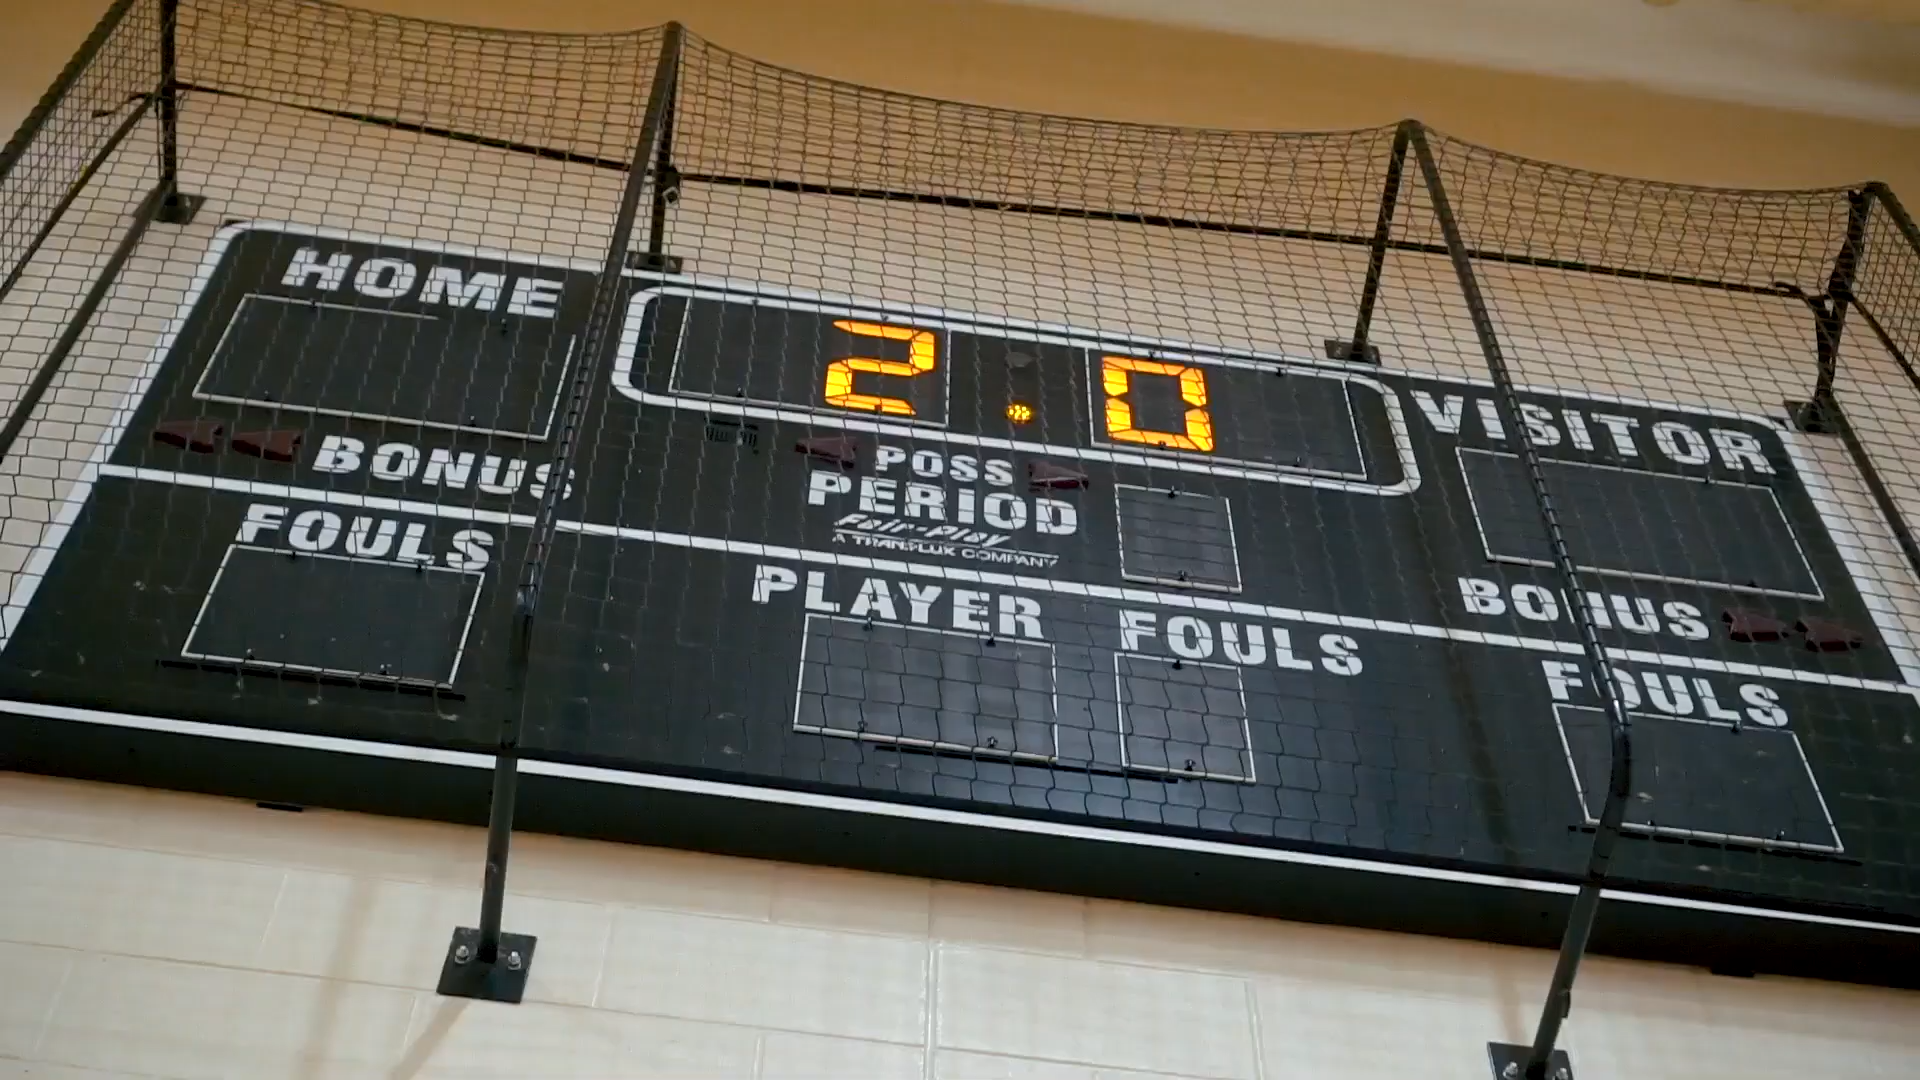 HOME
2.0
VISITOR
BONUS
POSS
PERIOD
Fair-Play
A TRANS-LUX COMPANY
BONUS
FOULS
PLAYER
FOULS
FOULS